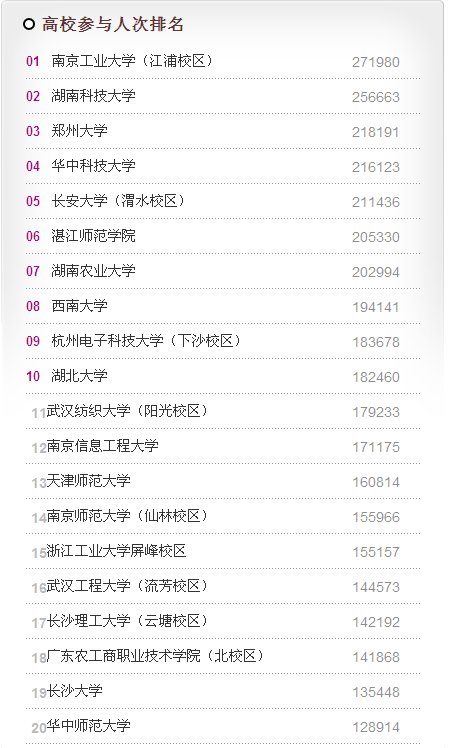 高校参与人次排名
01 南京工业大学（江浦校区） 271980
02 湖南科技大学 256663
03 郑州大学 218191
04 华中科技大学 216123
05 长安大学（渭水校区） 211436
06 湛江师范学院 205330
07 湖南农业大学 202994
08 西南大学 194141
09 杭州电子科技大学（下沙校区） 183678
10 湖北大学 182460
11 武汉纺织大学（阳光校区） 179233
12 南京信息工程大学 171175
13 天津师范大学 160814
14 南京师范大学（仙林校区） 155966
15 浙江工业大学屏峰校区 155157
16 武汉工程大学（流芳校区） 144573
17 长沙理工大学（云塘校区） 142192
18 广东农工商职业技术学院（北校区） 141868
19 长沙大学 135448
20 华中师范大学 128914